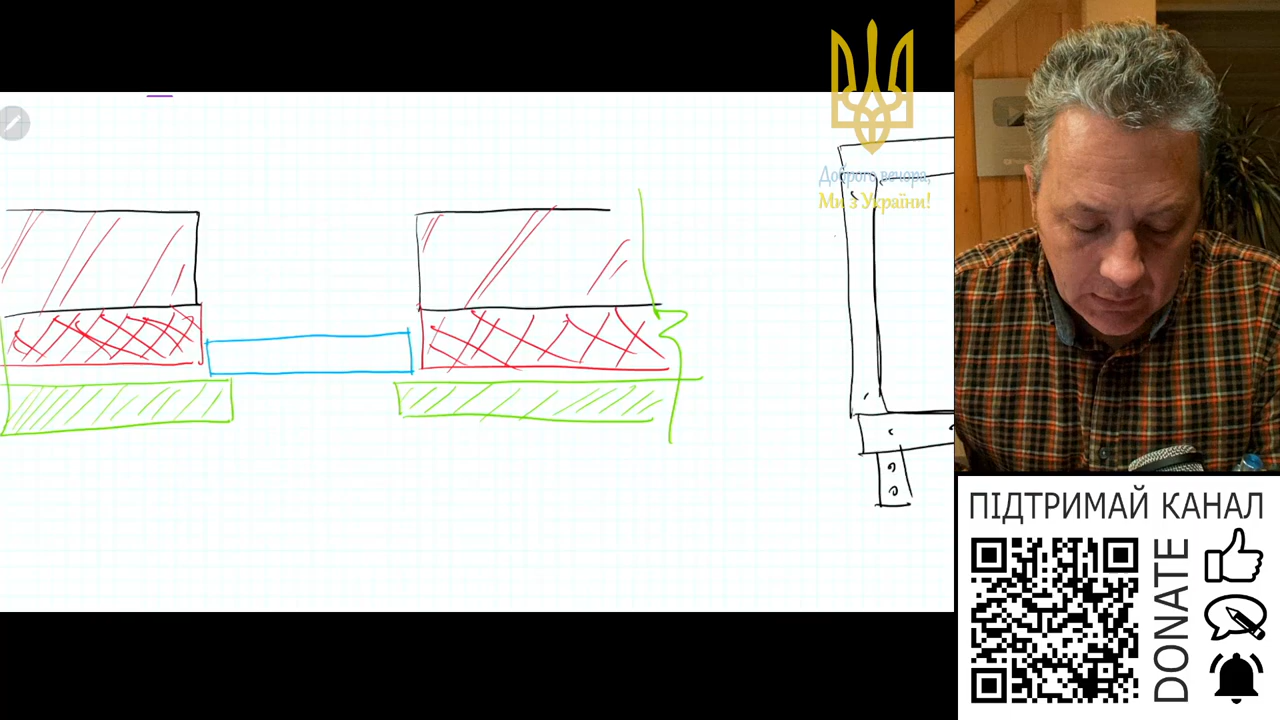 Доброго вечора,
Ми з України!
ПІДТРИМАЙ КАНАЛ
DONATE